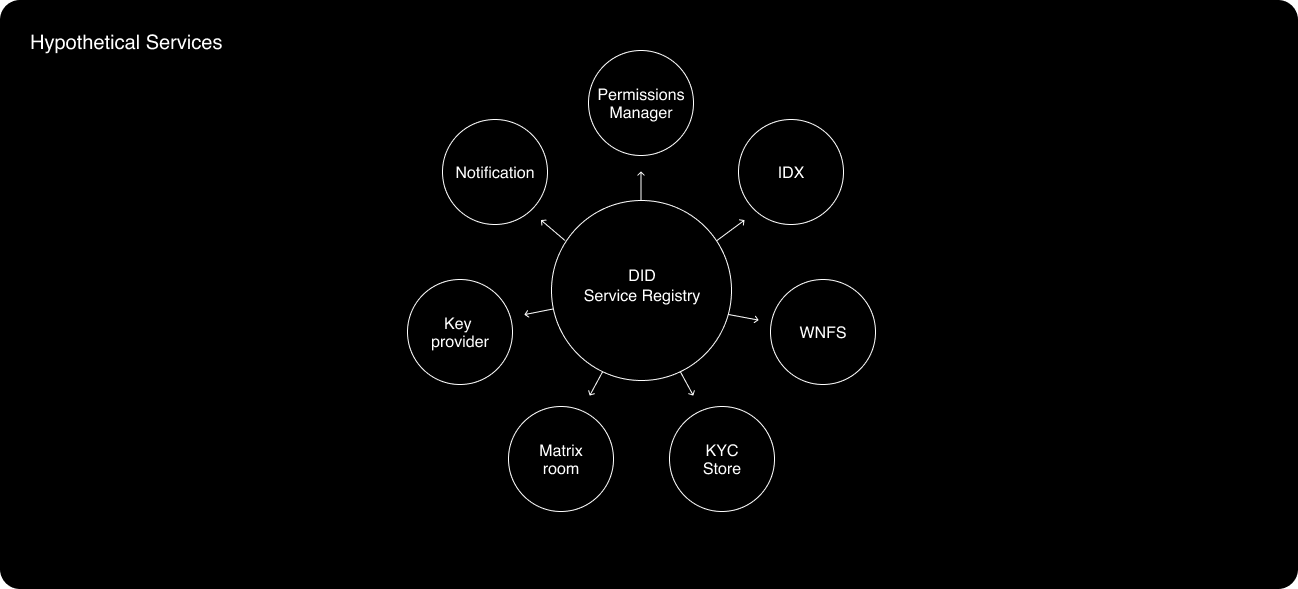 Hypothetical Services
Permissions
Manager
Notification
IDX
DID
Service Registry
Key
provider
WNFS
Matrix
room
KYC
Store